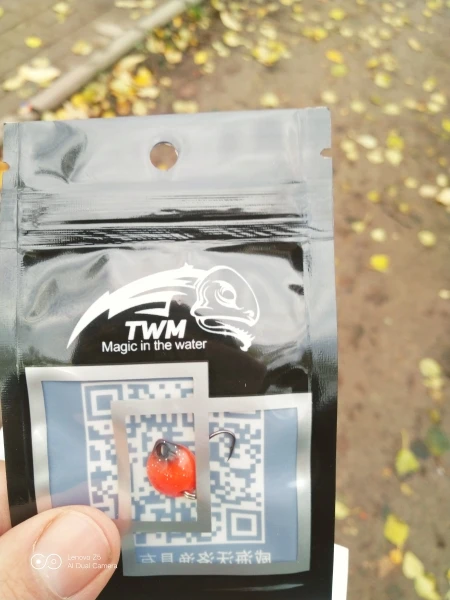 TWM
Magic in the water
Lenovo Z5
AI Dual Camera